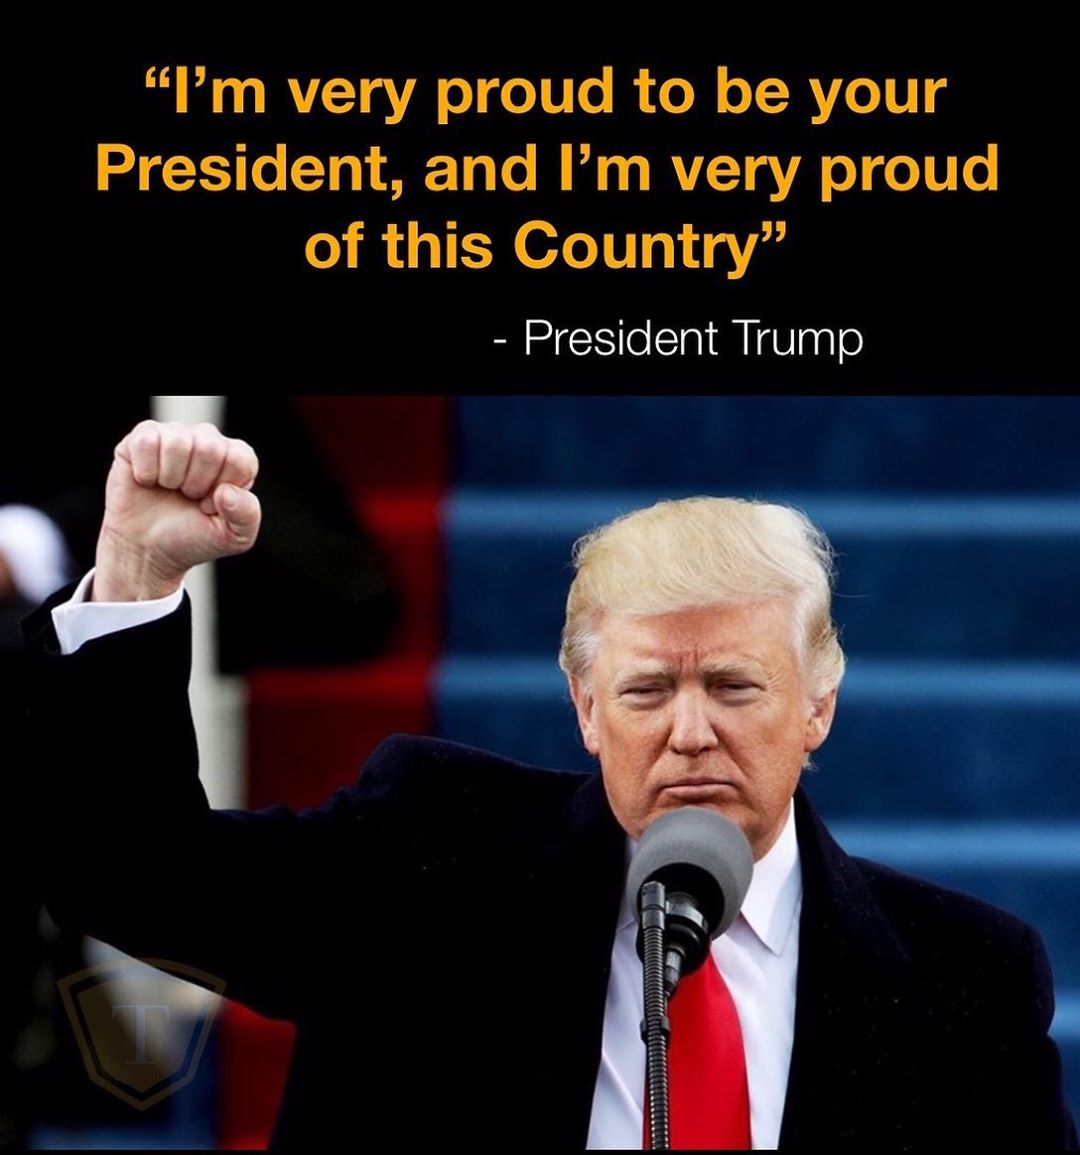 “I’m very proud to be your
President, and I’m very proud
of this Country”
- President Trump
T